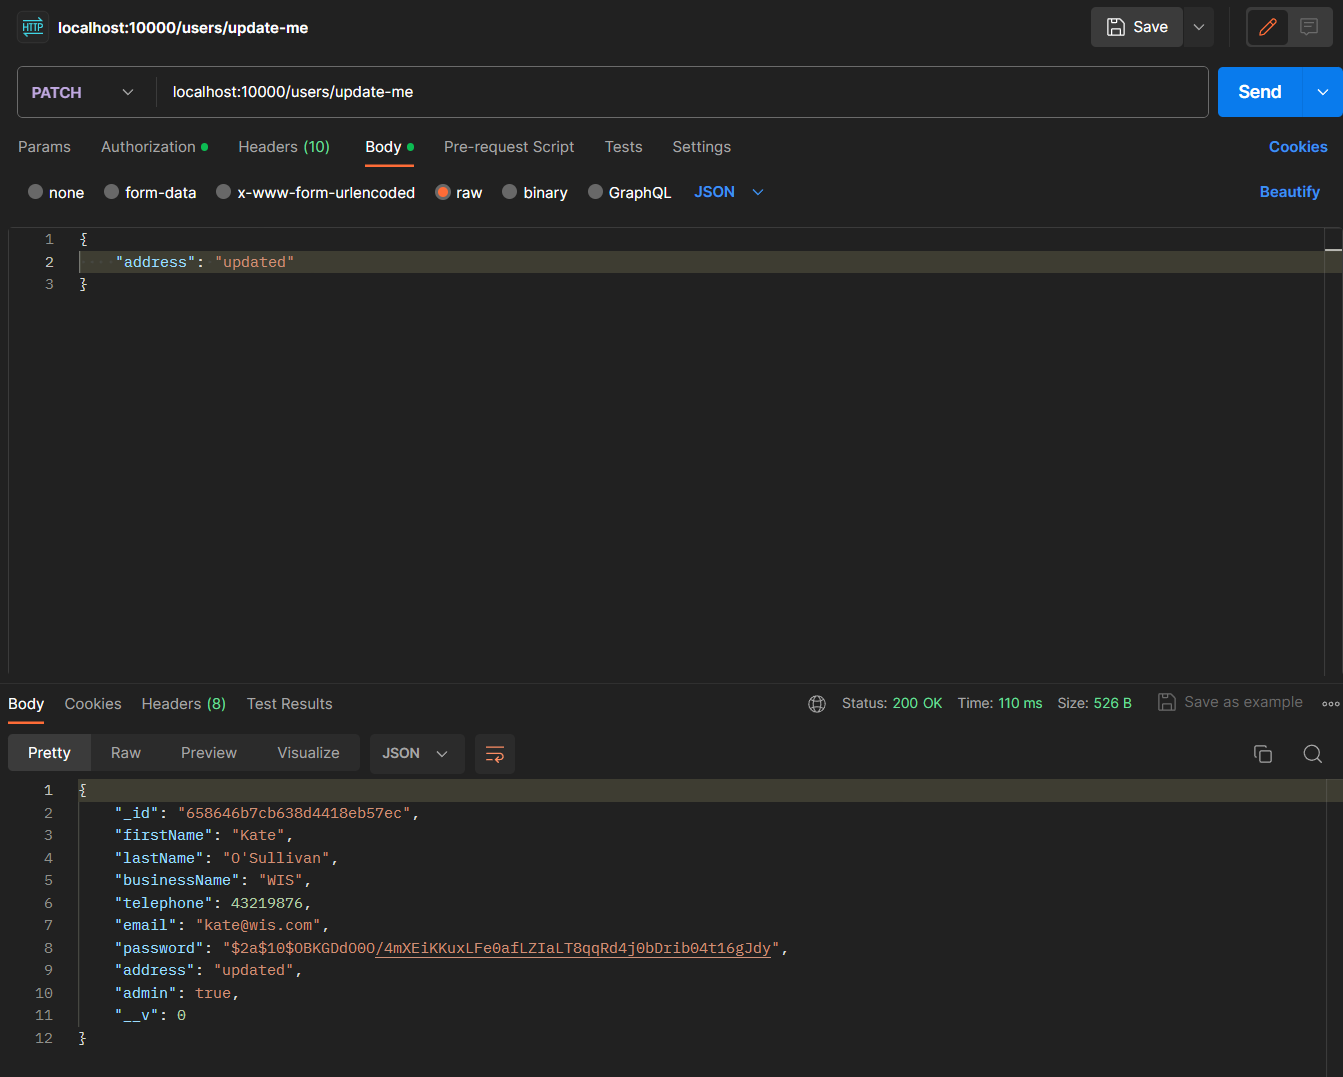 HTTP localhost:10000/users/update-me Save
PATCH localhost:10000/users/update-me Send
Params Authorization Headers (10) Body Pre-request Script Tests Settings Cookies
none form-data x-www-form-urlencoded raw binary GraphQL JSON Beautify
1 {
2 "address": "updated"
3 }
Body Cookies Headers (8) Test Results Status: 200 OK Time: 110 ms Size: 526 B Save as example
Pretty Raw Preview Visualize JSON
1 {
2 "_id": "658646b7cb638d4418eb57ec",
3 "firstName": "Kate",
4 "lastName": "O'Sullivan",
5 "businessName": "WIS",
6 "telephone": 43219876,
7 "email": "kate@wis.com",
8 "password": "$2a$10$OBKGDdO0O/4mXEiKKuxLFe0afLZIaLT8qqRd4j0bDrib04t16gJdy",
9 "address": "updated",
10 "admin": true,
11 "__v": 0
12 }